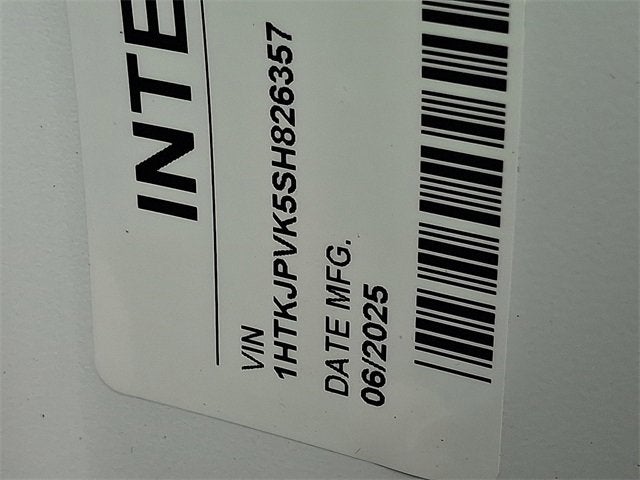 INTE
VIN
1HTKJPVK5SH826357
DATE MFG.
06/2025